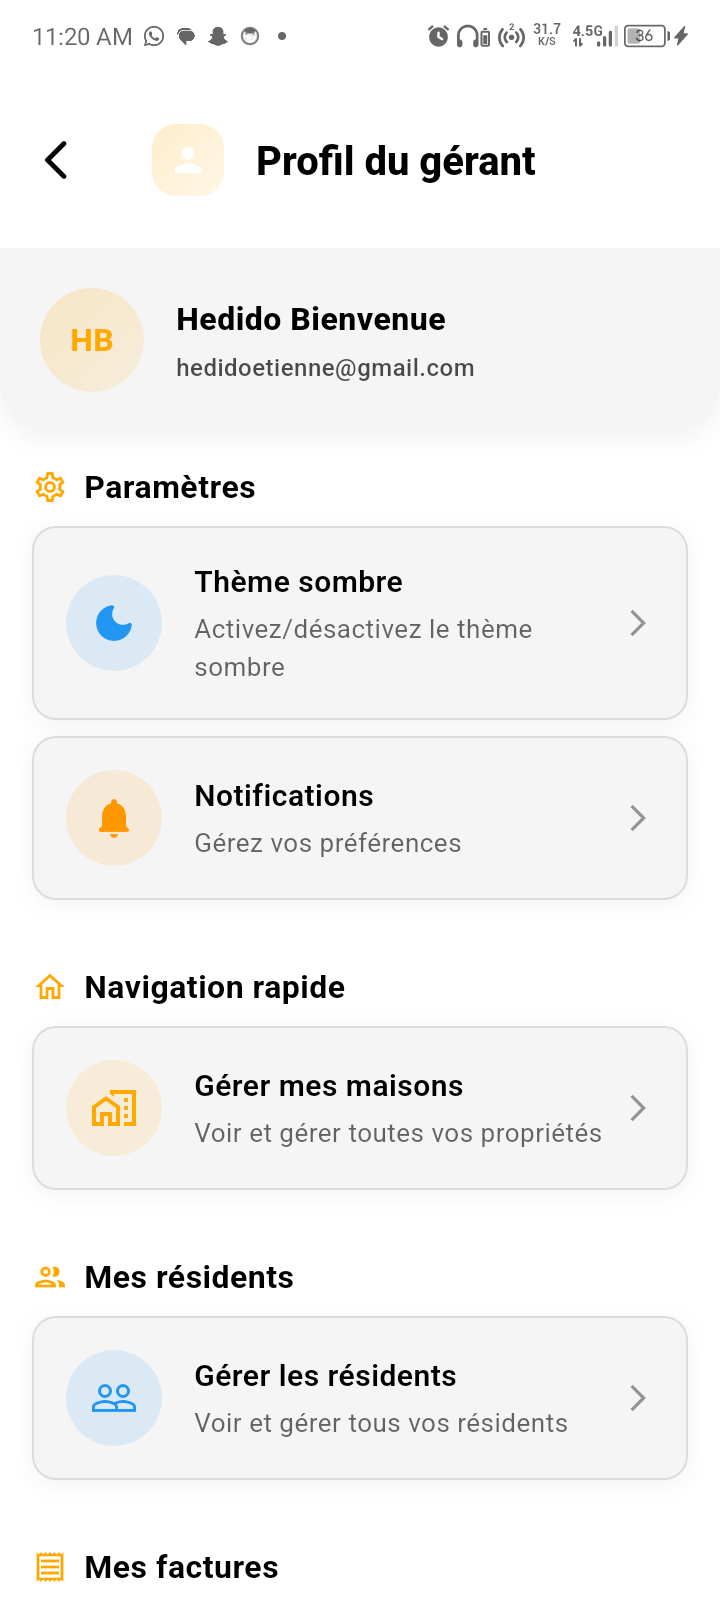 11:20 AM
2
31.7
K/S
4.5G
36
Profil du gérant
HB
Hedido Bienvenue
hedidoetienne@gmail.com
Paramètres
Thème sombre
Activez/désactivez le thème
sombre
Notifications
Gérez vos préférences
Navigation rapide
Gérer mes maisons
Voir et gérer toutes vos propriétés
Mes résidents
Gérer les résidents
Voir et gérer tous vos résidents
Mes factures